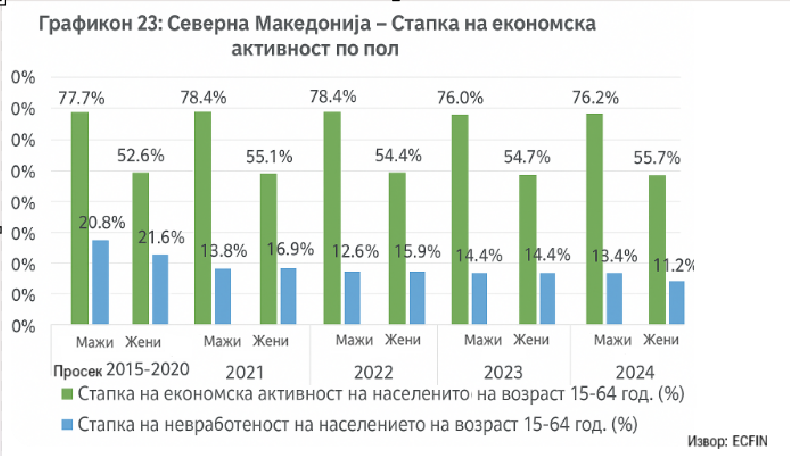 Графикон 23: Северна Македонија – Стапка на економска
активност по пол
0%
77.7% 78.4% 78.4% 76.0% 76.2%
0%
0%
52.6% 55.1% 54.4% 54.7% 55.7%
0%
0%
20.8% 21.6% 13.8% 16.9% 12.6% 15.9% 14.4% 14.4% 13.4% 11.2%
0%
0%
0%
0%
Мажи Жени Мажи Жени Мажи Жени Мажи Жени Мажи Жени
Просек 2015-2020 2021 2022 2023 2024
Стапка на економска активност на населението на возраст 15-64 год. (%)
Стапка на невработеност на населението на возраст 15-64 год. (%)
Извор: ECFIN